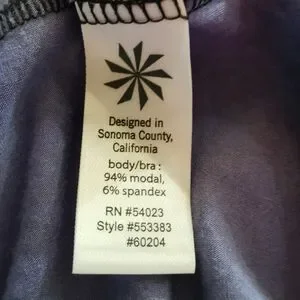 Designed in
Sonoma County,
California
body/bra:
94% modal,
6% spandex
RN #54023
Style #553383
#60204